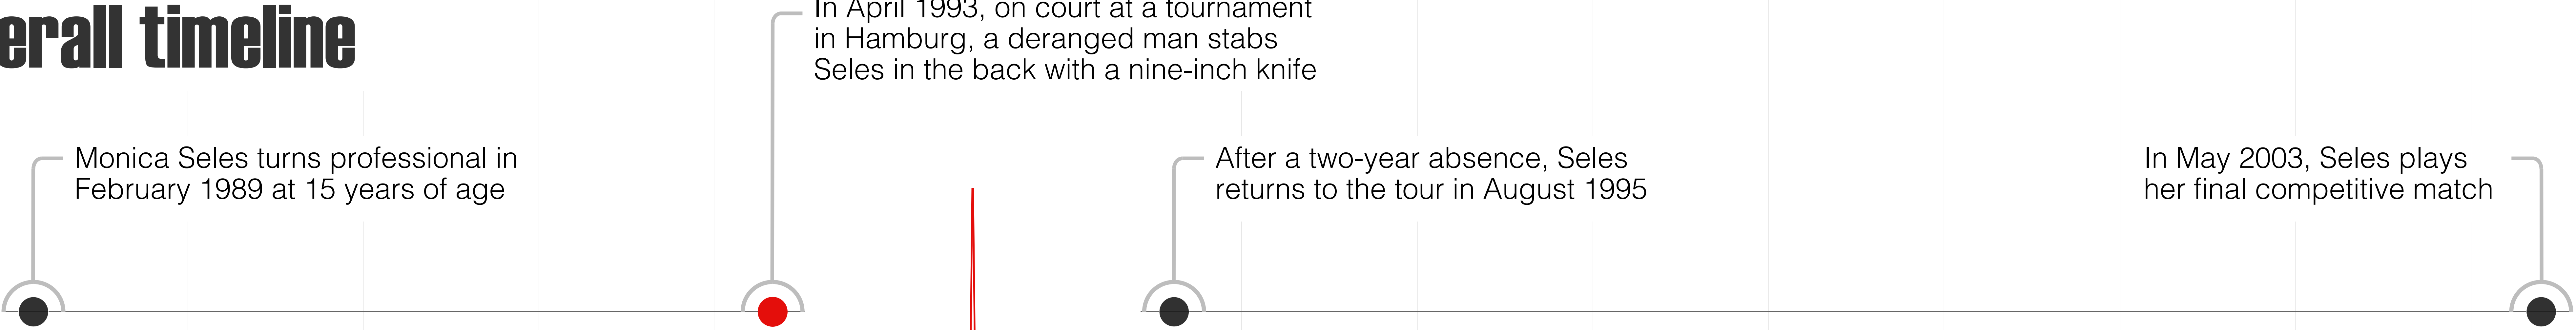 erall timeline
In April 1993, on court at a tournament
in Hamburg, a deranged man stabs
Seles in the back with a nine-inch knife
Monica Seles turns professional in
February 1989 at 15 years of age
After a two-year absence, Seles
returns to the tour in August 1995
In May 2003, Seles plays
her final competitive match